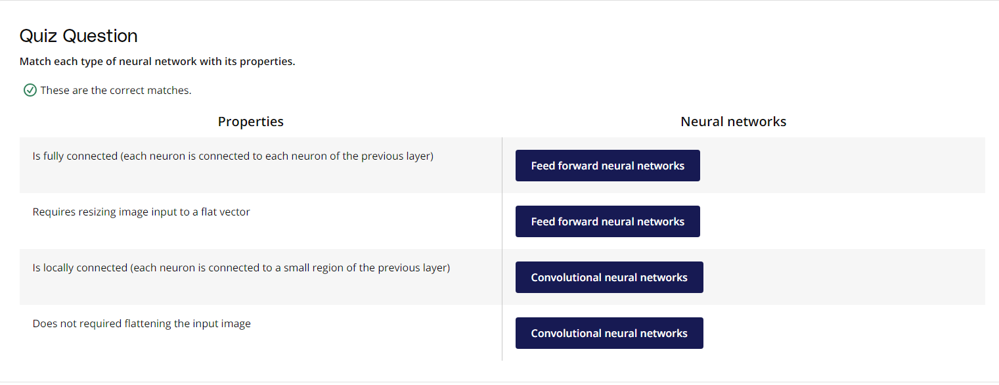 Quiz Question
Match each type of neural network with its properties.
These are the correct matches.
Properties
Neural networks
Is fully connected (each neuron is connected to each neuron of the previous layer)
Feed forward neural networks
Requires resizing image input to a flat vector
Feed forward neural networks
Is locally connected (each neuron is connected to a small region of the previous layer)
Convolutional neural networks
Does not required flattening the input image
Convolutional neural networks